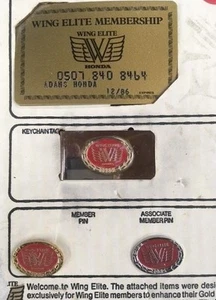 WING ELITE MEMBERSHIP
WING ELITE
HONDA
0507 840 8464
ADAMS HONDA
12/86
KEYCHAIN TAG
MEMBER PIN
ASSOCIATE MEMBER PIN
Welcome to Wing Elite. The attached items were
exclusively for Wing Elite members to enhance their Gold